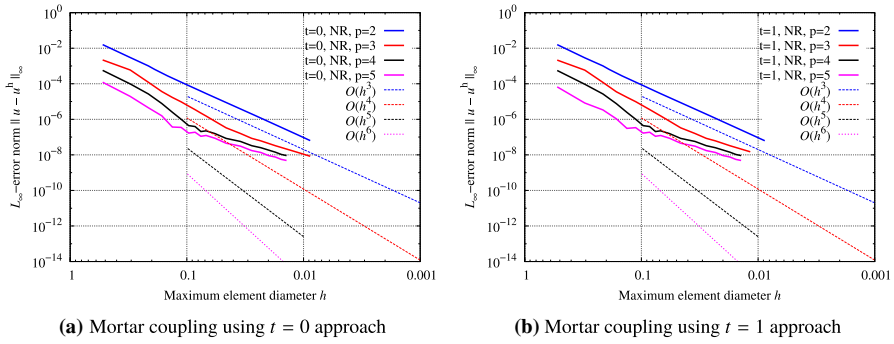 10^0
10^-2
10^-4
10^-6
10^-8
10^-10
10^-12
10^-14
1
0.1
0.01
0.001
L∞−error norm || u − u^h ||∞
Maximum element diameter h
t=0, NR, p=2
t=0, NR, p=3
t=0, NR, p=4
t=0, NR, p=5
O(h^3)
O(h^4)
O(h^5)
O(h^6)
(a) Mortar coupling using t = 0 approach
10^0
10^-2
10^-4
10^-6
10^-8
10^-10
10^-12
10^-14
1
0.1
0.01
0.001
L∞−error norm || u − u^h ||∞
Maximum element diameter h
t=1, NR, p=2
t=1, NR, p=3
t=1, NR, p=4
t=1, NR, p=5
O(h^3)
O(h^4)
O(h^5)
O(h^6)
(b) Mortar coupling using t = 1 approach